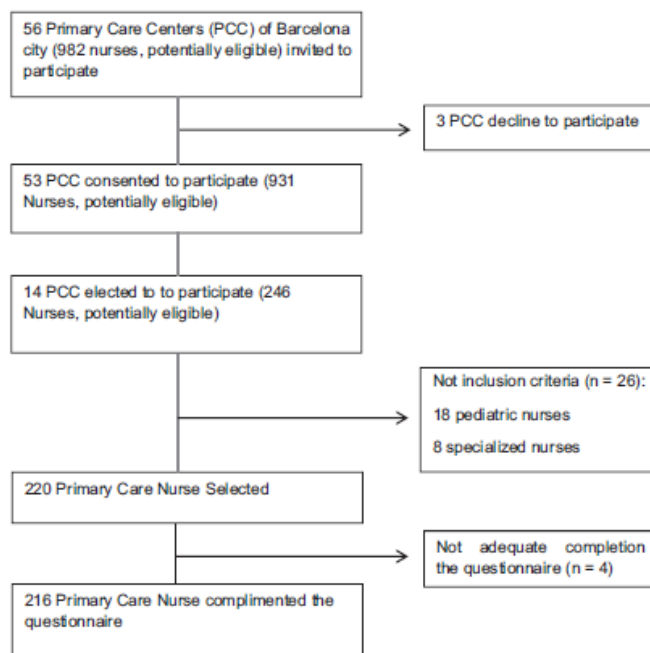 56 Primary Care Centers (PCC) of Barcelona
city (982 nurses, potentially eligible) invited to
participate
3 PCC decline to participate
53 PCC consented to participate (931
Nurses, potentially eligible)
14 PCC elected to to participate (246
Nurses, potentially eligible)
Not inclusion criteria (n = 26):
18 pediatric nurses
8 specialized nurses
220 Primary Care Nurse Selected
Not adequate completion
the questionnaire (n = 4)
216 Primary Care Nurse complimented the
questionnaire